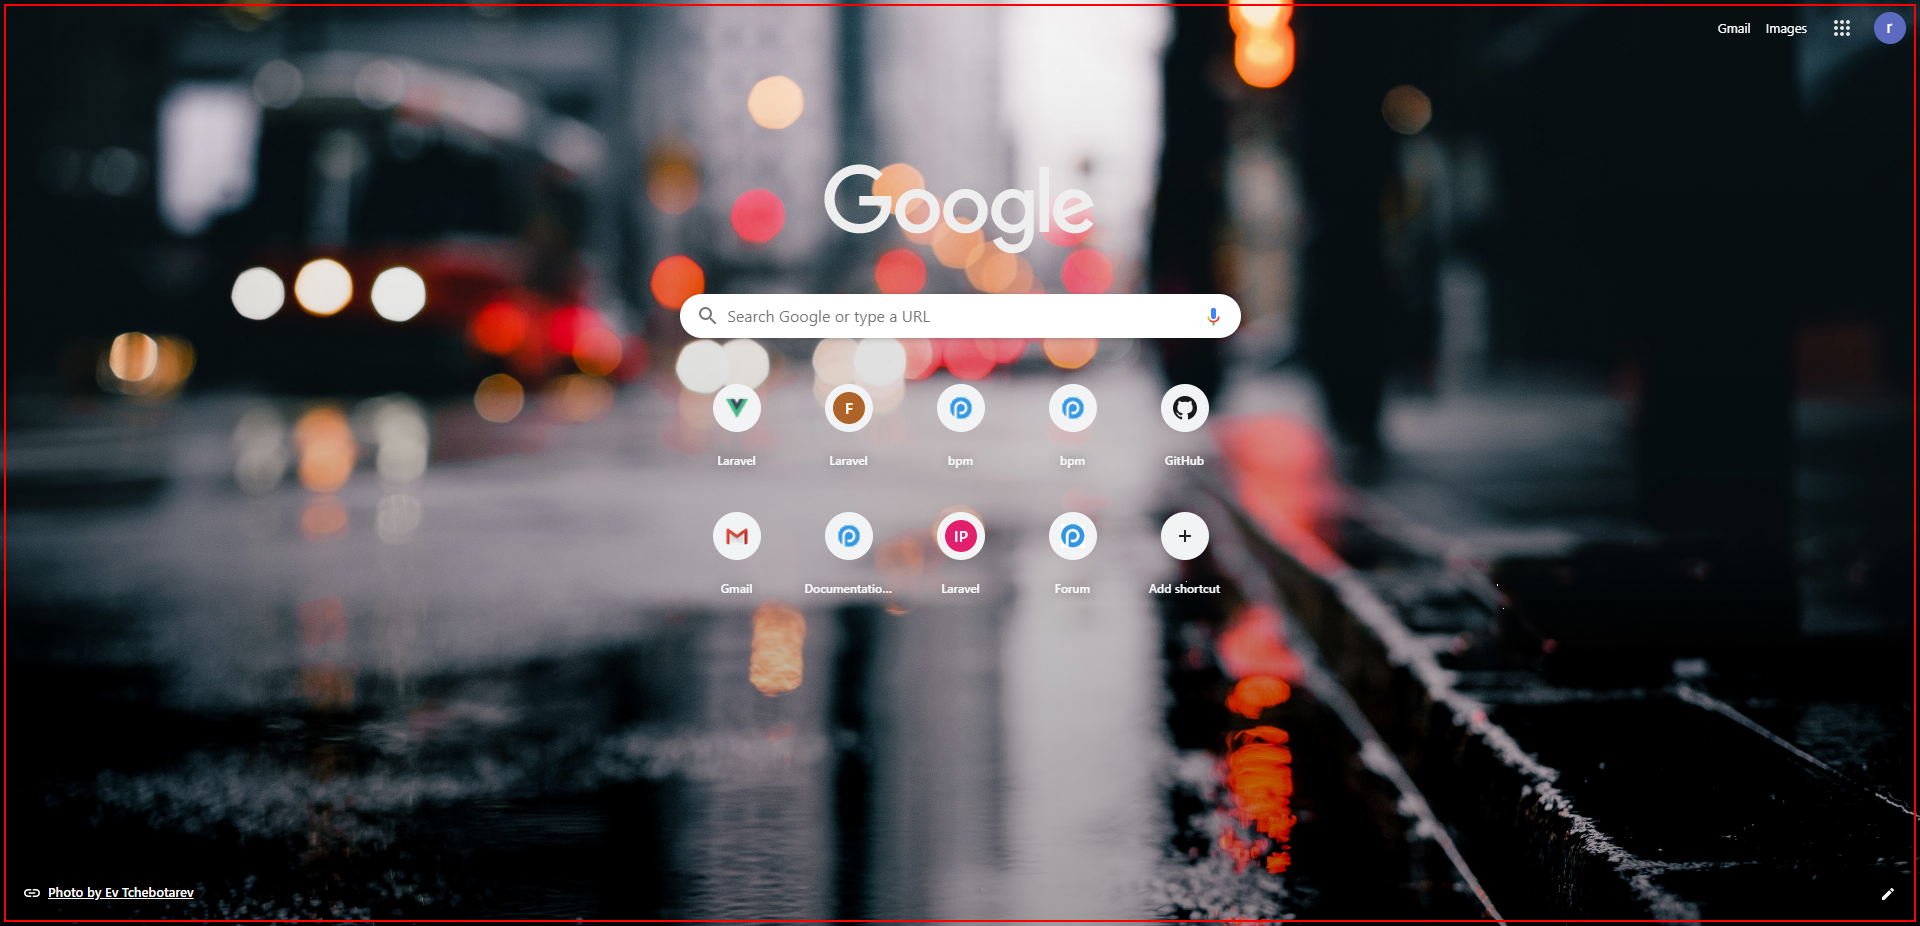 Gmail Images r
Google
Search Google or type a URL
F
Laravel Laravel bpm bpm GitHub
IP
Gmail Documentatio... Laravel Forum Add shortcut
Photo by Ev Tchebotarev